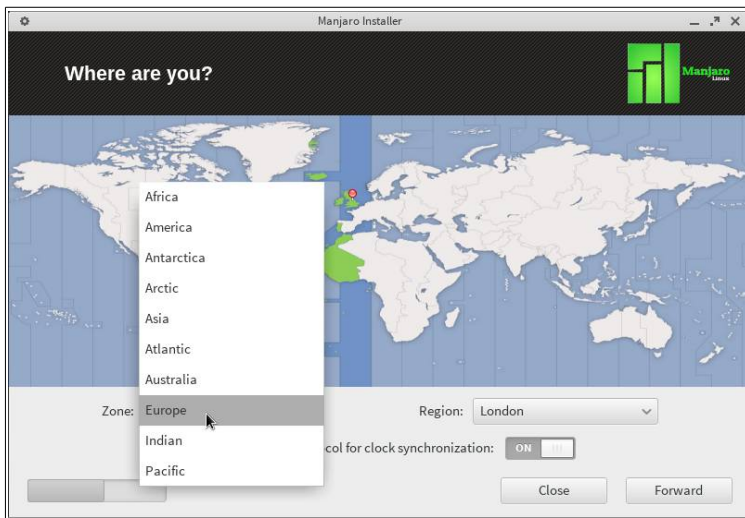 Manjaro Installer
Where are you?
Manjaro
Linux
Africa
America
Antarctica
Arctic
Asia
Atlantic
Australia
Zone: Europe Region: London
Indian
col for clock synchronization: ON
Pacific
Close Forward